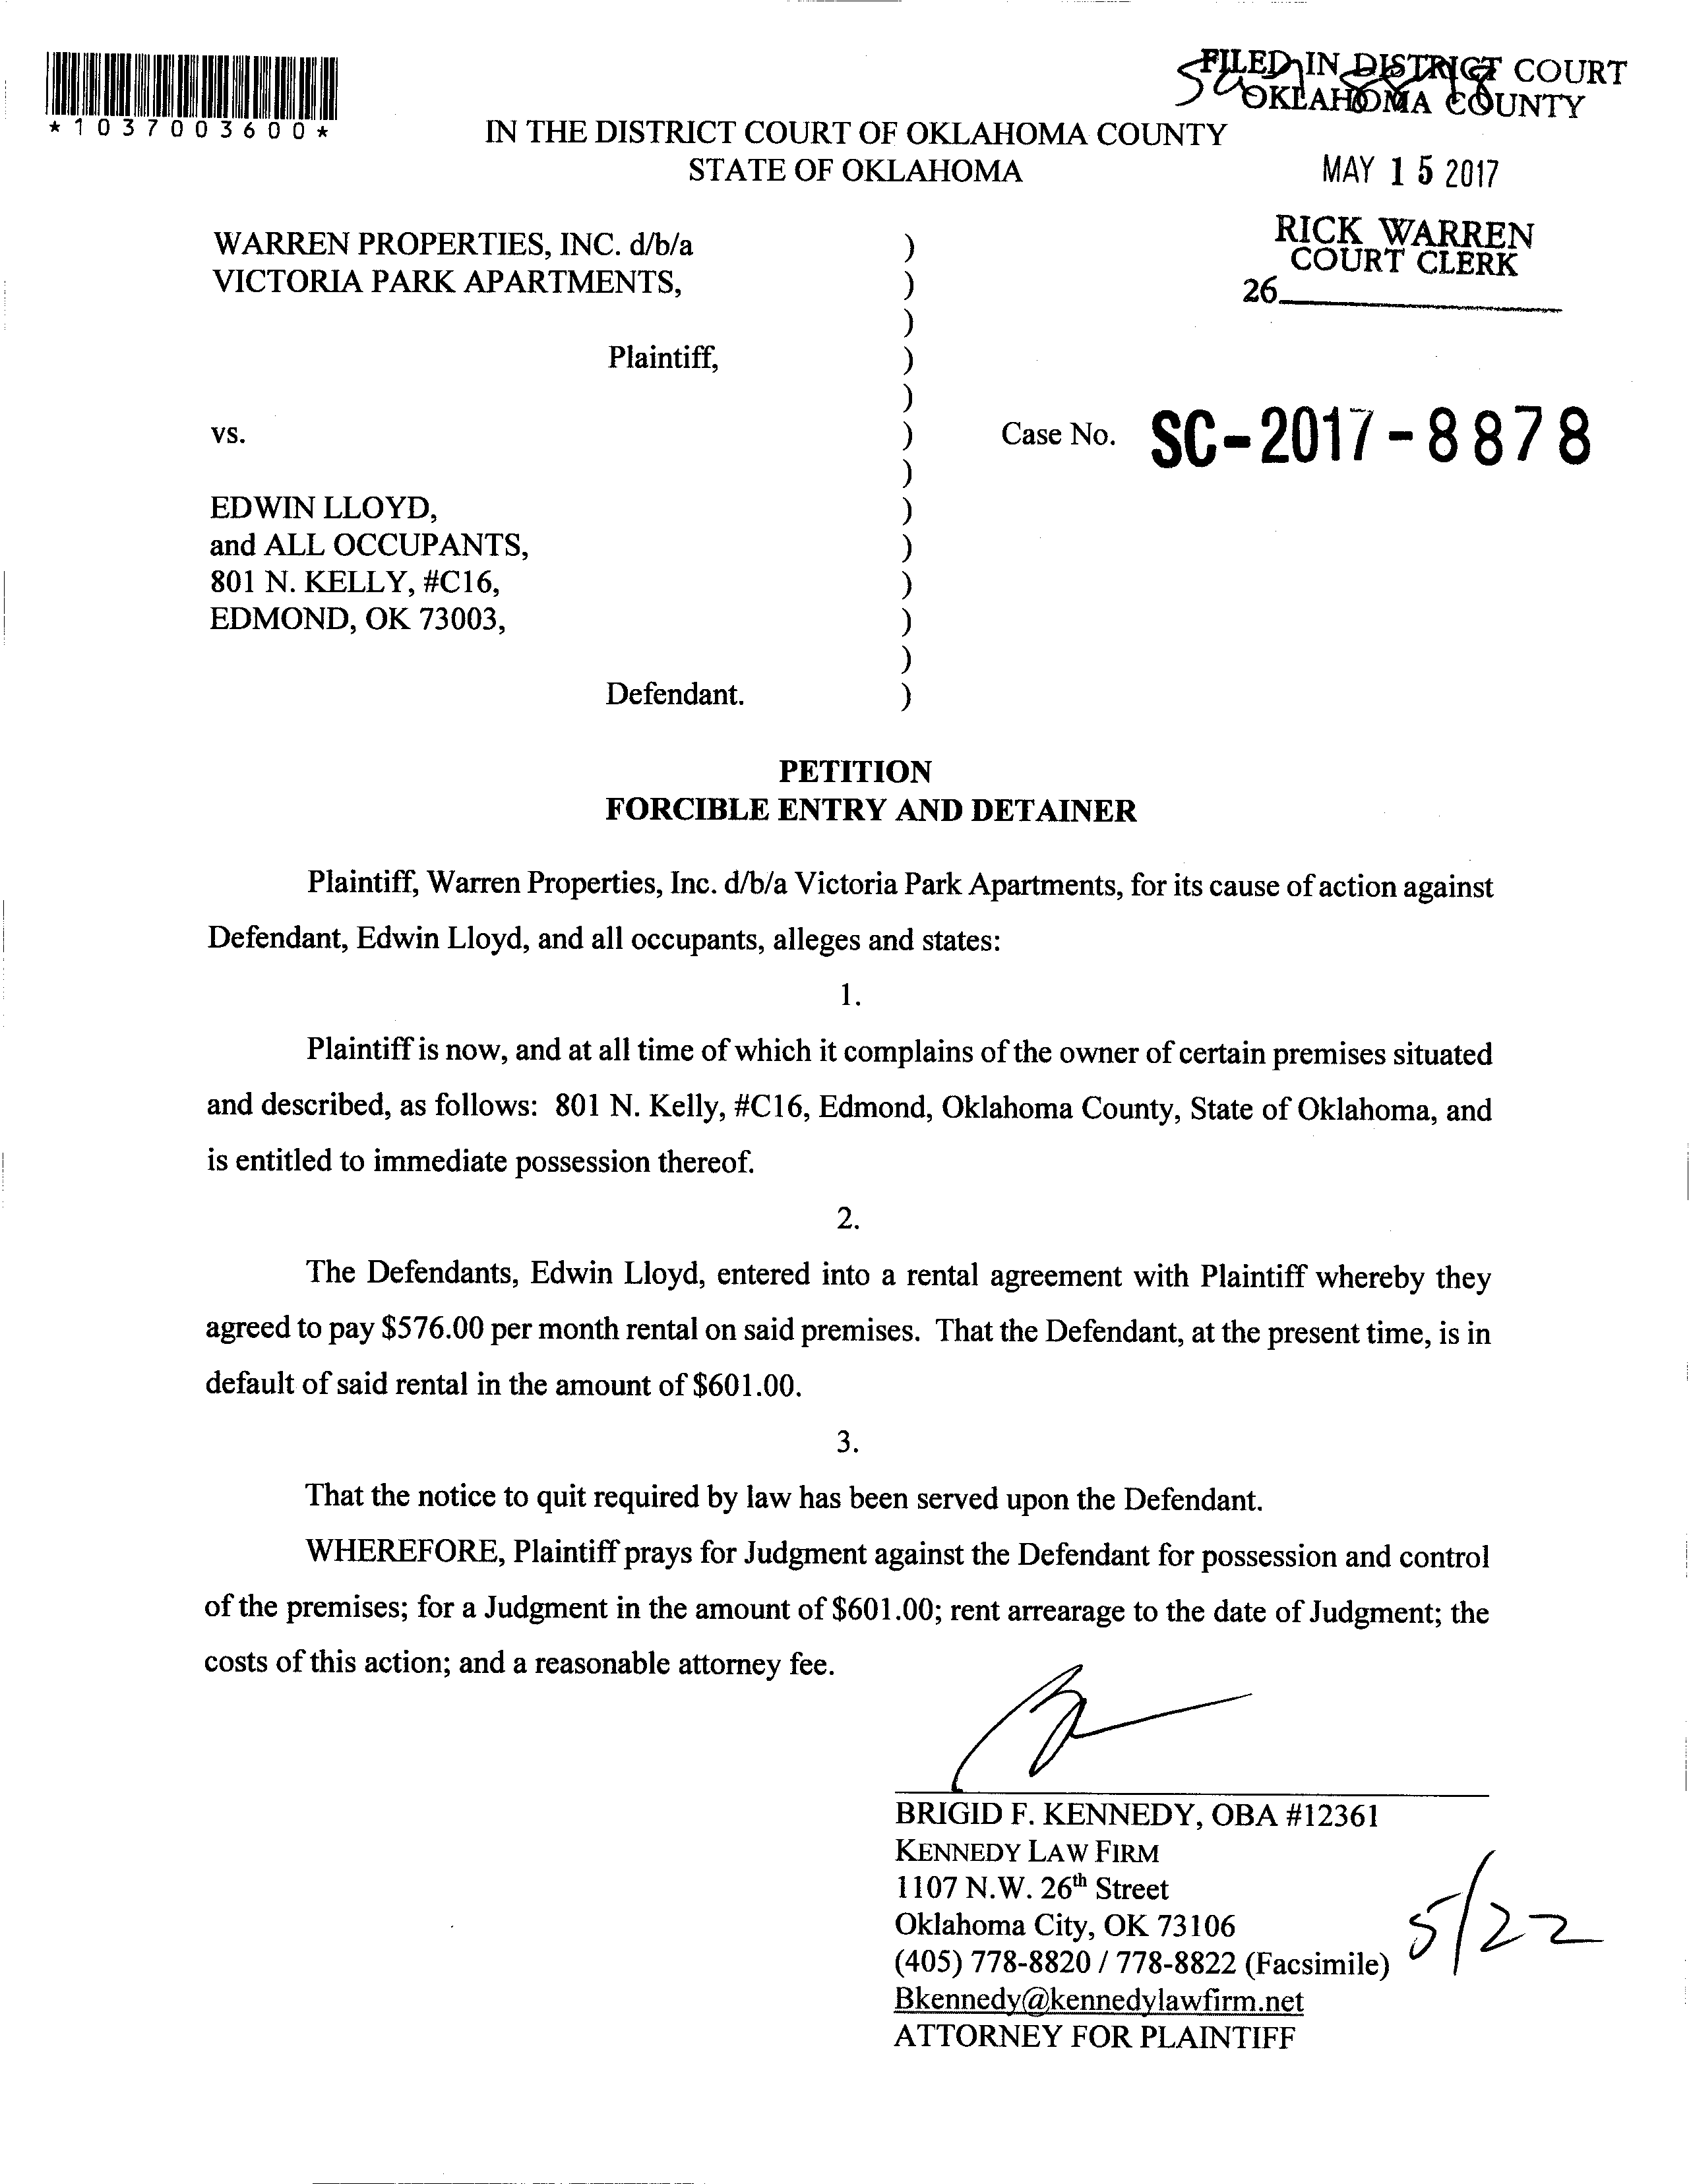 *1037003600*
FILED IN DISTRICT COURT
OKLAHOMA COUNTY
IN THE DISTRICT COURT OF OKLAHOMA COUNTY
STATE OF OKLAHOMA
MAY 15 2017
RICK WARREN
COURT CLERK
26
WARREN PROPERTIES, INC. d/b/a )
VICTORIA PARK APARTMENTS, )
)
Plaintiff, )
)
vs. ) Case No. SC-2017-8878
)
EDWIN LLOYD, )
and ALL OCCUPANTS, )
801 N. KELLY, #C16, )
EDMOND, OK 73003, )
)
Defendant. )
PETITION
FORCIBLE ENTRY AND DETAINER
Plaintiff, Warren Properties, Inc. d/b/a Victoria Park Apartments, for its cause of action against
Defendant, Edwin Lloyd, and all occupants, alleges and states:
1.
Plaintiff is now, and at all time of which it complains of the owner of certain premises situated
and described, as follows: 801 N. Kelly, #C16, Edmond, Oklahoma County, State of Oklahoma, and
is entitled to immediate possession thereof.
2.
The Defendants, Edwin Lloyd, entered into a rental agreement with Plaintiff whereby they
agreed to pay $576.00 per month rental on said premises. That the Defendant, at the present time, is in
default of said rental in the amount of $601.00.
3.
That the notice to quit required by law has been served upon the Defendant.
WHEREFORE, Plaintiff prays for Judgment against the Defendant for possession and control
of the premises; for a Judgment in the amount of $601.00; rent arrearage to the date of Judgment; the
costs of this action; and a reasonable attorney fee.
BRIGID F. KENNEDY, OBA #12361
KENNEDY LAW FIRM
1107 N.W. 26th Street
Oklahoma City, OK 73106
(405) 778-8820 / 778-8822 (Facsimile)
5/22
Bkennedy@kennedylawfirm.net
ATTORNEY FOR PLAINTIFF